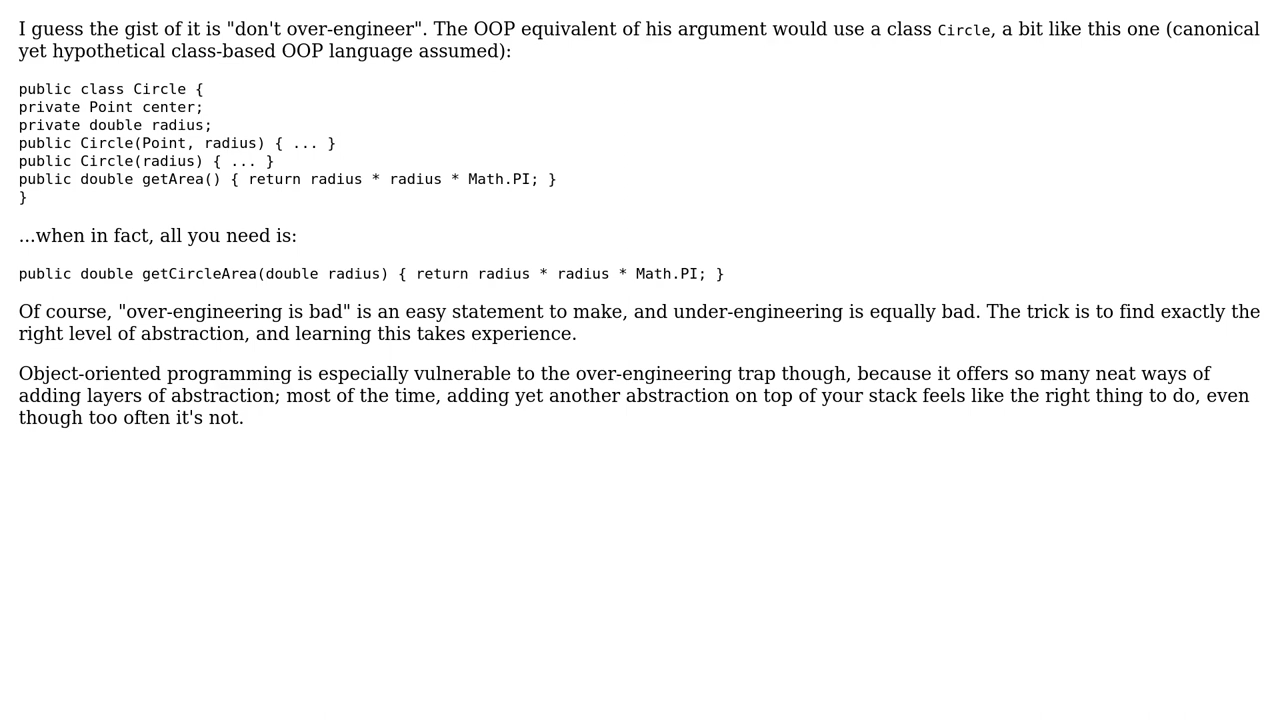 I guess the gist of it is "don't over-engineer". The OOP equivalent of his argument would use a class Circle, a bit like this one (canonical
yet hypothetical class-based OOP language assumed):
public class Circle {
private Point center;
private double radius;
public Circle(Point, radius) { ... }
public Circle(radius) { ... }
public double getArea() { return radius * radius * Math.PI; }
}
...when in fact, all you need is:
public double getCircleArea(double radius) { return radius * radius * Math.PI; }
Of course, "over-engineering is bad" is an easy statement to make, and under-engineering is equally bad. The trick is to find exactly the
right level of abstraction, and learning this takes experience.
Object-oriented programming is especially vulnerable to the over-engineering trap though, because it offers so many neat ways of
adding layers of abstraction; most of the time, adding yet another abstraction on top of your stack feels like the right thing to do, even
though too often it's not.